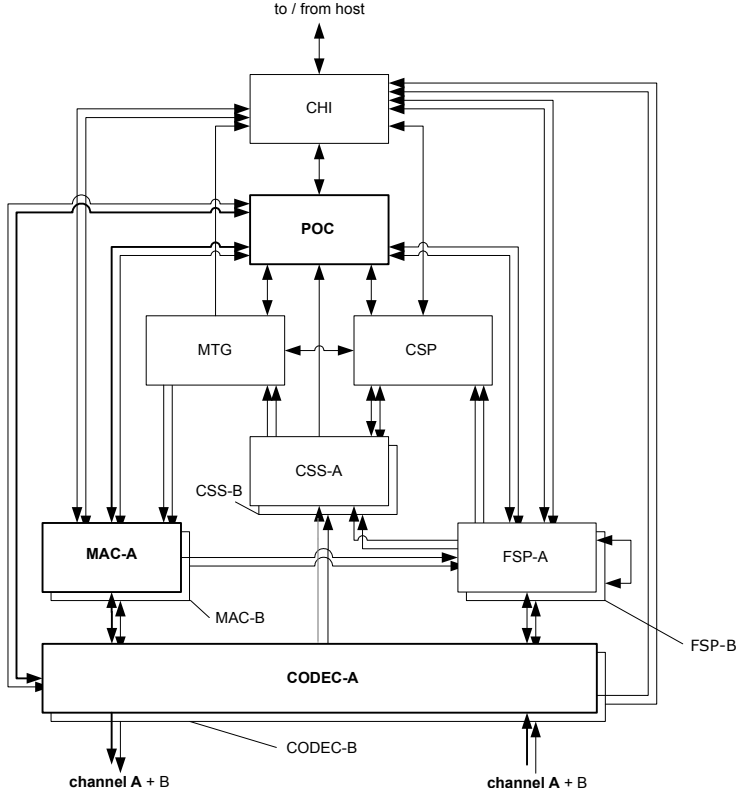 to / from host
CHI
POC
MTG
CSP
CSS-A
CSS-B
MAC-A
FSP-A
MAC-B
FSP-B
CODEC-A
CODEC-B
channel A + B
channel A + B